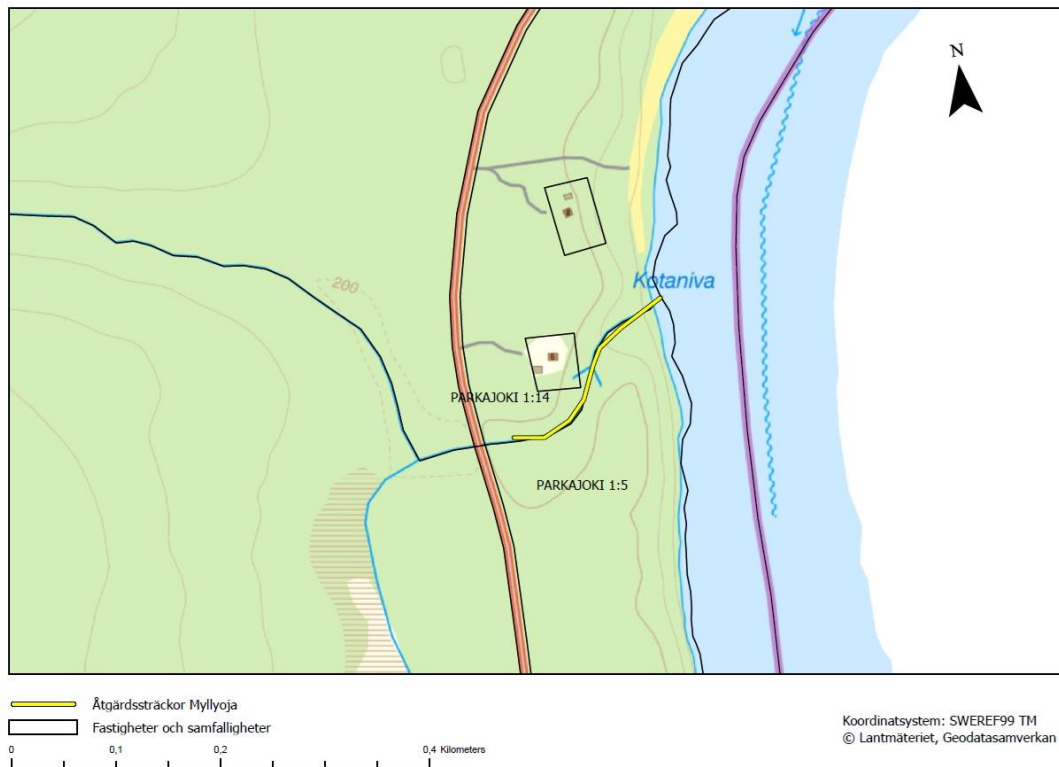 N
200
Kotaniva
PARKAJOKI 1:14
PARKAJOKI 1:5
Åtgärdssträckor Myllyoja
Fastigheter och samfalligheter
0 0,1 0,2 0,4 Kilometers
Koordinatsystem: SWEREF99 TM
© Lantmäteriet, Geodatasamverkan